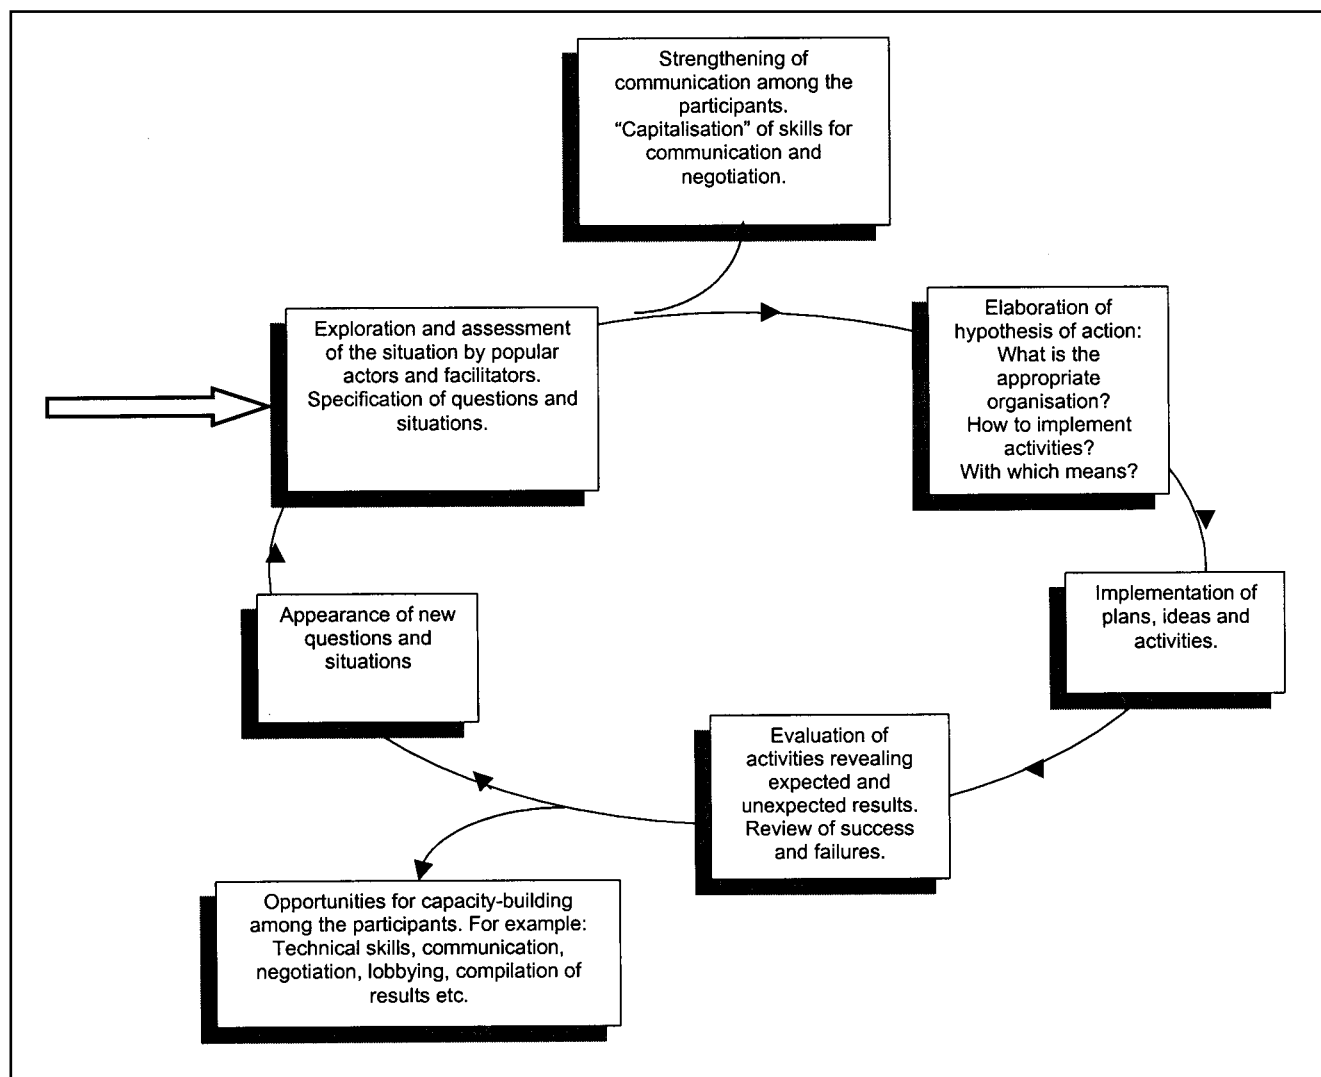 Strengthening of
communication among the
participants.
“Capitalisation” of skills for
communication and
negotiation.
Exploration and assessment
of the situation by popular
actors and facilitators.
Specification of questions and
situations.
Elaboration of
hypothesis of action:
What is the
appropriate
organisation?
How to implement
activities?
With which means?
Implementation of
plans, ideas and
activities.
Evaluation of
activities revealing
expected and
unexpected results.
Review of success
and failures.
Appearance of new
questions and
situations
Opportunities for capacity-building
among the participants. For example:
Technical skills, communication,
negotiation, lobbying, compilation of
results etc.